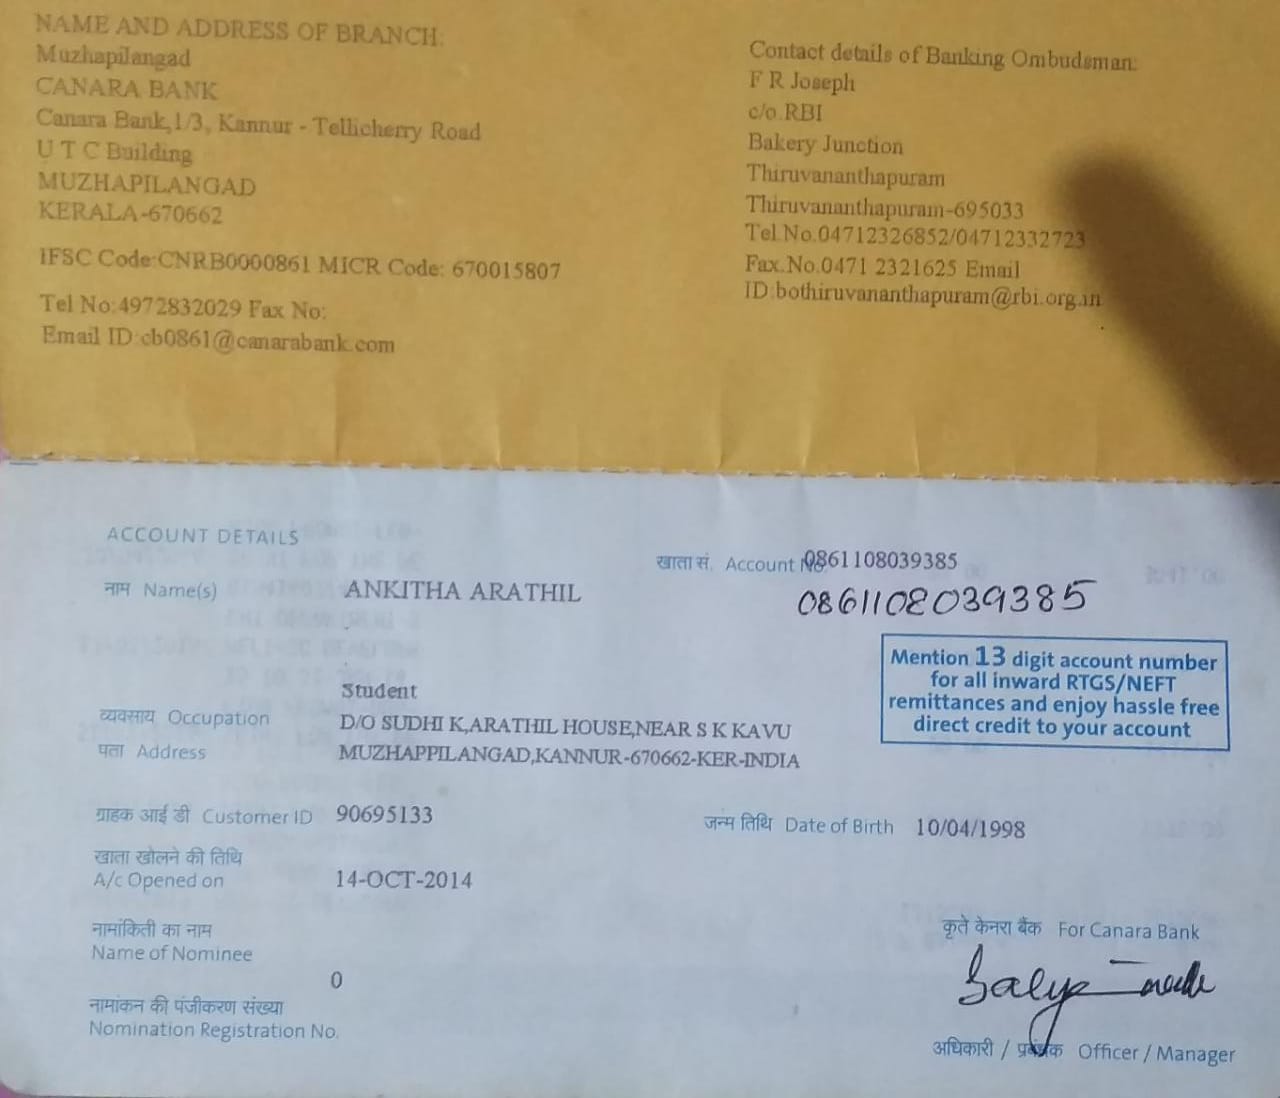 NAME AND ADDRESS OF BRANCH:
Muzhapilangad
CANARA BANK
Canara Bank,1/3, Kannur - Tellicherry Road
U T C Building
MUZHAPILANGAD
KERALA-670662
IFSC Code:CNRB0000861 MICR Code: 670015807
Tel No:4972832029 Fax No:
Email ID:cb0861@canarabank.com
Contact details of Banking Ombudsman:
F R Joseph
c/o.RBI
Bakery Junction
Thiruvananthapuram
Thiruvananthapuram-695033
Tel.No.04712326852/04712332723
Fax.No.0471 2321625 Email
ID:bothiruvananthapuram@rbi.org.in
ACCOUNT DETAILS
खाता सं. Account No. 0861108039385
नाम Name(s) ANKITHA ARATHIL
0861108039385
Mention 13 digit account number
for all inward RTGS/NEFT
remittances and enjoy hassle free
direct credit to your account
Student
व्यवसाय Occupation
D/O SUDHI K,ARATHIL HOUSE,NEAR S K KAVU
पता Address
MUZHAPPILANGAD,KANNUR-670662-KER-INDIA
ग्राहक आई डी Customer ID 90695133
जन्म तिथि Date of Birth 10/04/1998
खाता खोलने की तिथि
A/c Opened on 14-OCT-2014
नामांकिती का नाम
Name of Nominee
0
नामांकन की पंजीकरण संख्या
Nomination Registration No.
कृते केनरा बैंक For Canara Bank
अधिकारी / प्रबंधक Officer / Manager